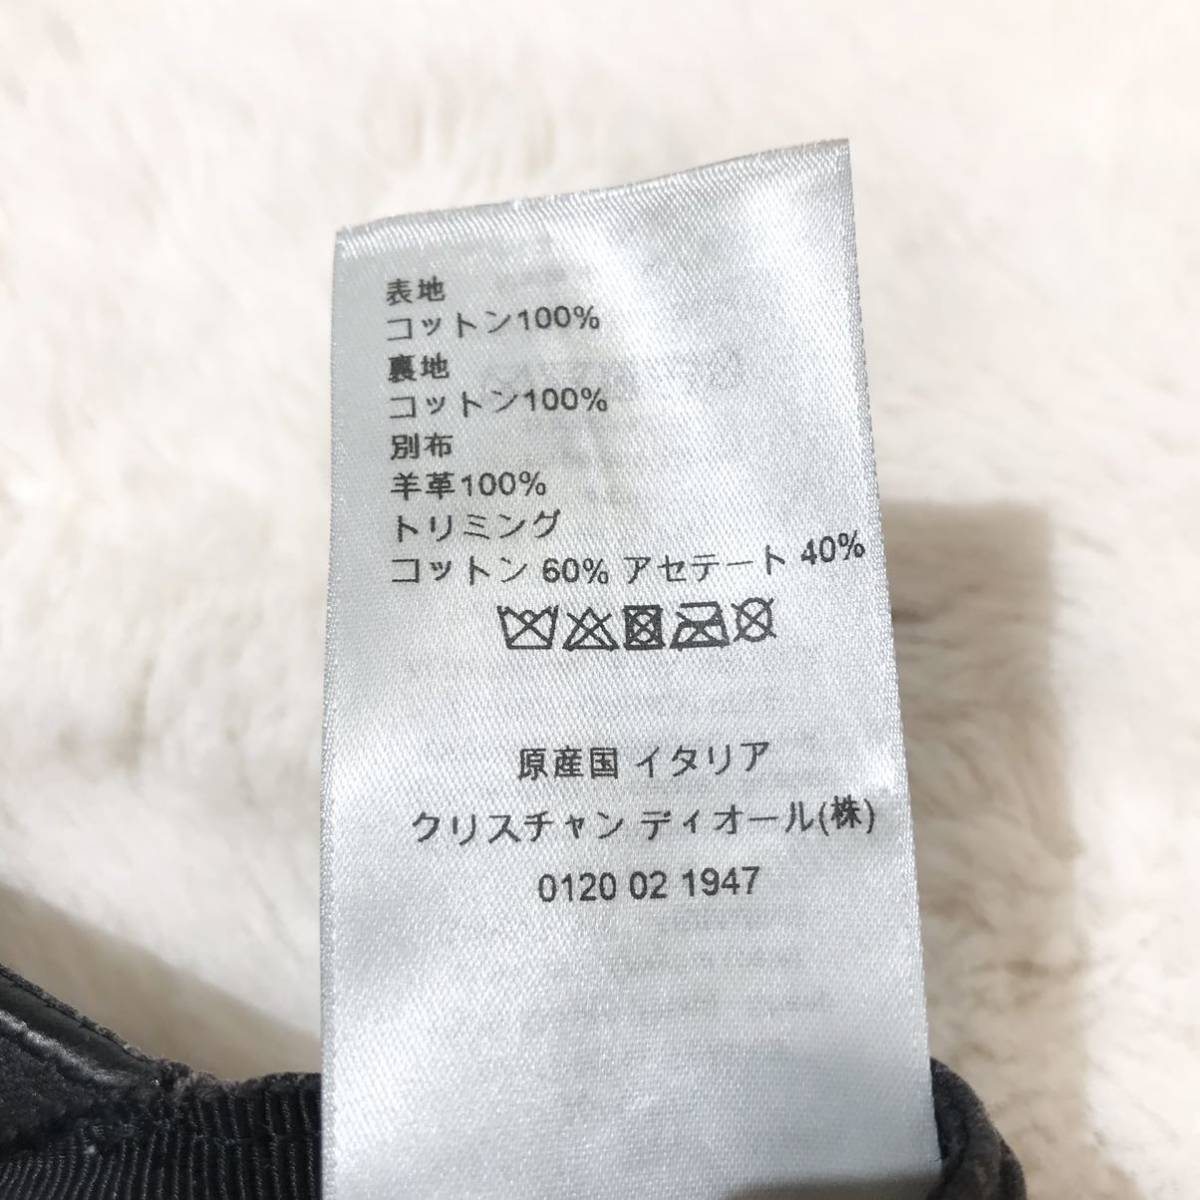 表地
コットン100%
裏地
コットン100%
別布
羊革100%
トリミング
コットン 60% アセテート 40%
原産国 イタリア
クリスチャン ディオール(株)
0120 02 1947